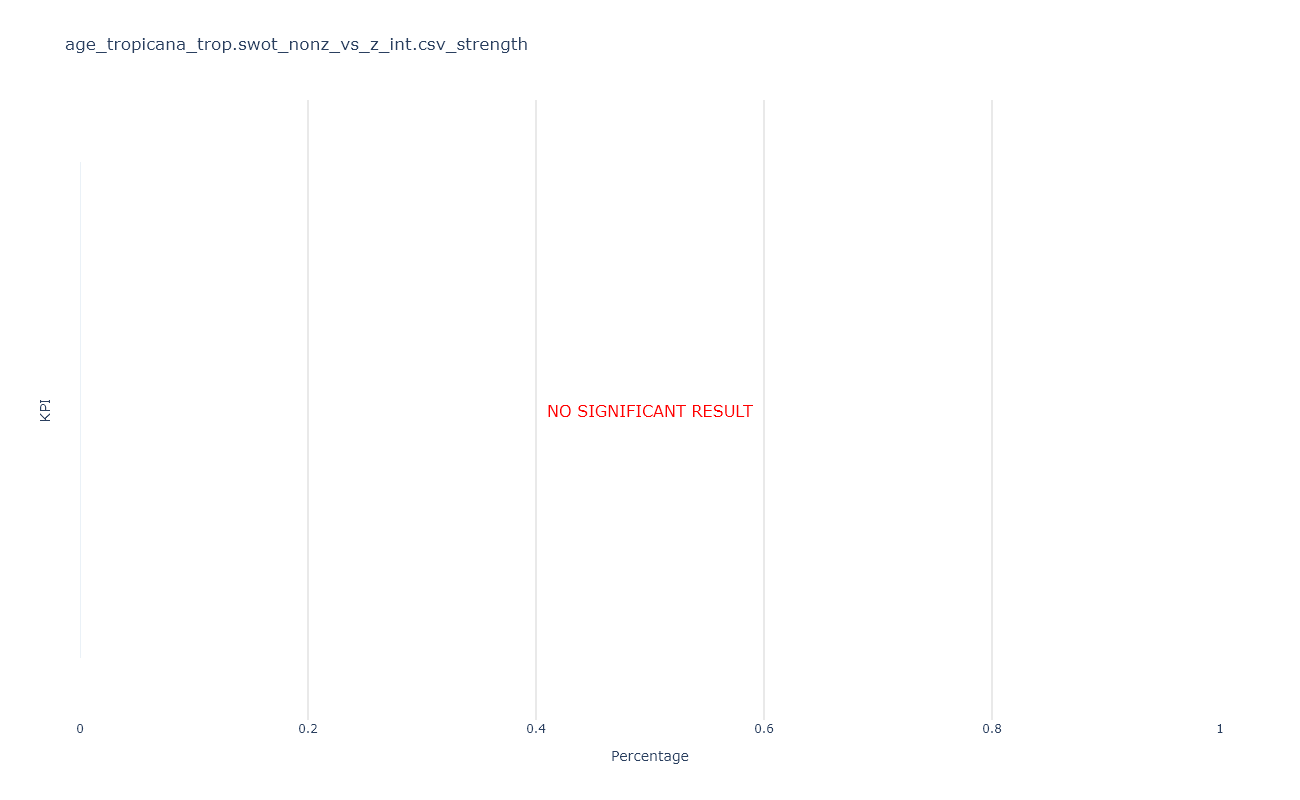 age_tropicana_trop.swot_nonz_vs_z_int.csv_strength
KPI
NO SIGNIFICANT RESULT
0 0.2 0.4 0.6 0.8 1
Percentage